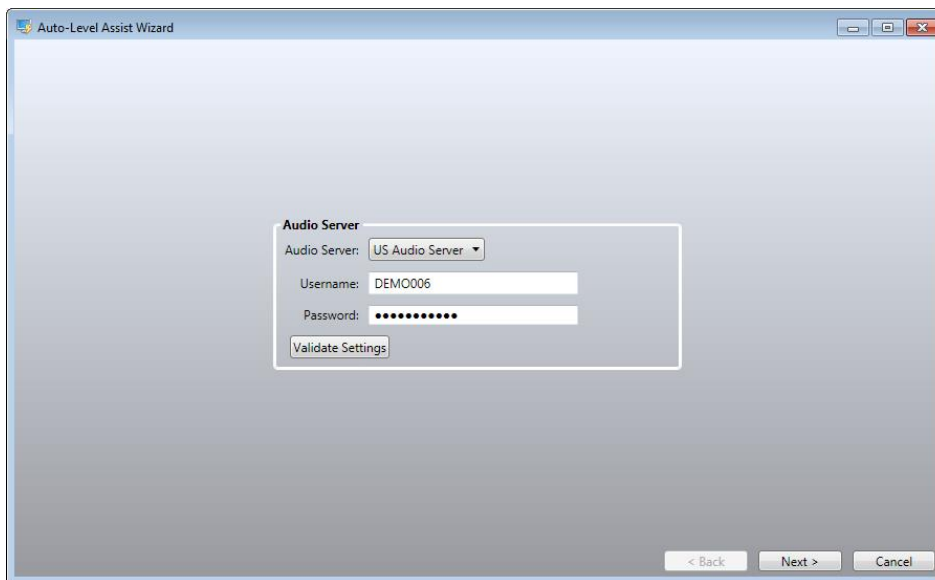 Auto-Level Assist Wizard
Audio Server
Audio Server: US Audio Server
Username: DEMO006
Password: ●●●●●●●●●●●
Validate Settings
< Back Next > Cancel